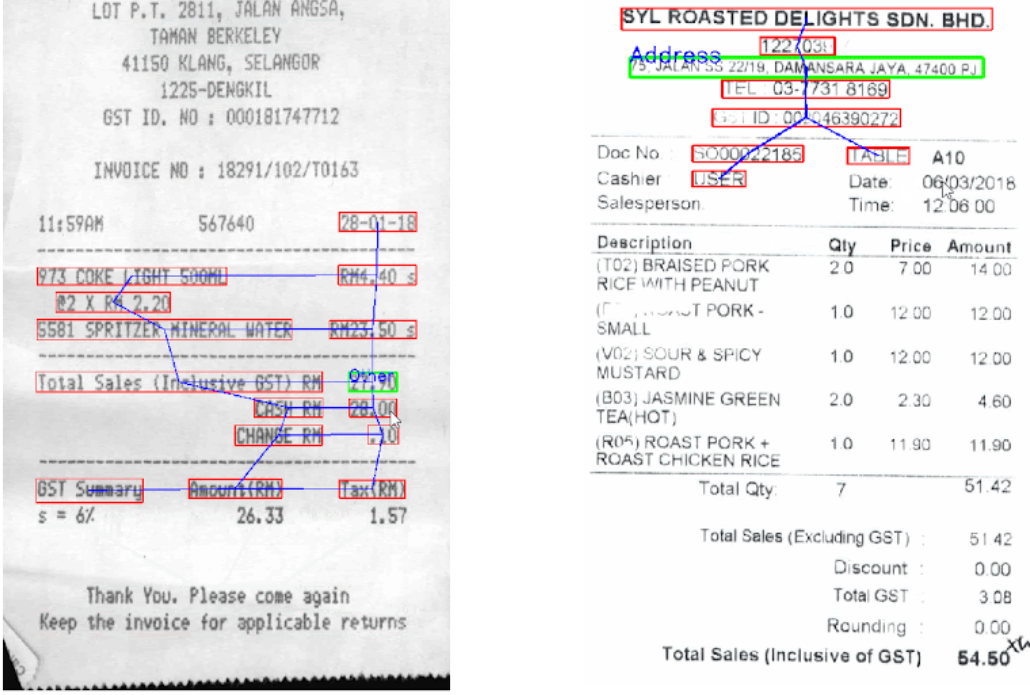 LOT P.T. 2811, JALAN ANGSA,
TAMAN BERKELEY
41150 KLANG, SELANGOR
1225-DENGKIL
GST ID. NO : 000181747712
INVOICE NO : 18291/102/T0163
11:59AM 567640 28-01-18
973 COKE LIGHT 500ML RM4.40 s
@2 X RM 2.20
5581 SPRITZER MINERAL WATER RM23.50 s
Other
Total Sales (Inclusive GST) RM 27.90
CASH RM 28.00
CHANGE RM .10
GST Summary Amount(RM) Tax(RM)
s = 6% 26.33 1.57
Thank You. Please come again
Keep the invoice for applicable returns
SYL ROASTED DELIGHTS SDN. BHD.
Address
75, JALAN SS 22/19, DAMANSARA JAYA, 47400 PJ
TEL : 03-7731 8169
GST ID :
Doc No. : SO00022185 TABLE A10
Cashier USER Date: 06/03/2018
Salesperson. Time: 12:06:00
Description Qty Price Amount
(T02) BRAISED PORK 2.0 7.00 14.00
RICE WITH PEANUT
PORK - 1.0 12.00 12.00
SMALL
(V02) SOUR & SPICY 1.0 12.00 12.00
MUSTARD
(B03) JASMINE GREEN 2.0 2.30 4.60
TEA(HOT)
(R05) ROAST PORK + 1.0 11.90 11.90
ROAST CHICKEN RICE
Total Qty: 7 51.42
Total Sales (Excluding GST) : 51.42
Discount : 0.00
Total GST : 3.08
Rounding : 0.00
Total Sales (Inclusive of GST) 54.50